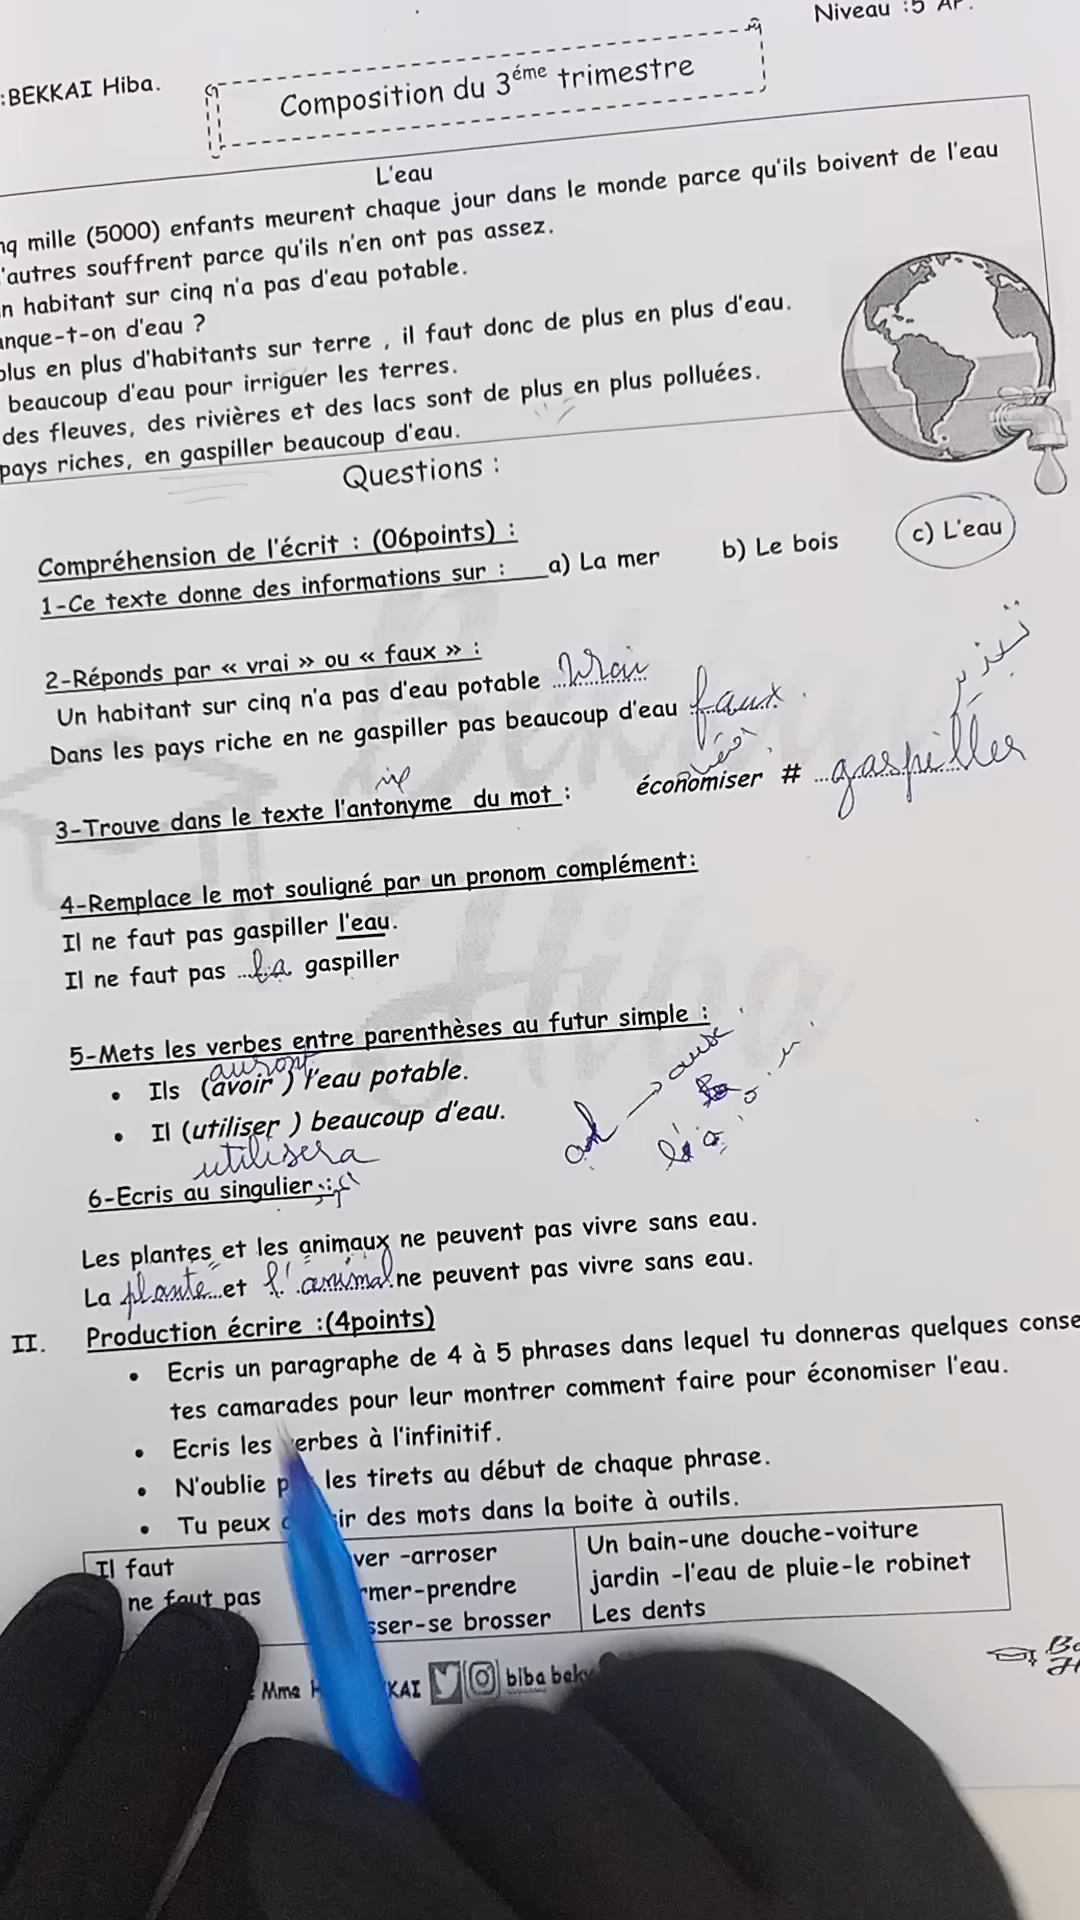 Niveau :5 AP.
:BEKKAI Hiba.
Composition du 3éme trimestre
L'eau
mille (5000) enfants meurent chaque jour dans le monde parce qu'ils boivent de l'eau
'autres souffrent parce qu'ils n'en ont pas assez.
n habitant sur cinq n'a pas d'eau potable.
nque-t-on d'eau ?
plus en plus d'habitants sur terre , il faut donc de plus en plus d'eau.
beaucoup d'eau pour irriguer les terres.
des fleuves, des rivières et des lacs sont de plus en plus polluées.
pays riches, en gaspiller beaucoup d'eau.
Questions :
Compréhension de l'écrit : (06points) :
1-Ce texte donne des informations sur : a) La mer b) Le bois c) L'eau
2-Réponds par « vrai » ou « faux » :
Un habitant sur cinq n'a pas d'eau potable ...Vrai
Dans les pays riche en ne gaspiller pas beaucoup d'eau faux.
تبذير
3-Trouve dans le texte l'antonyme du mot : économiser # ...gaspiller
4-Remplace le mot souligné par un pronom complément:
Il ne faut pas gaspiller l'eau.
Il ne faut pas ...la gaspiller
5-Mets les verbes entre parenthèses au futur simple :
auront
• Ils (avoir ) l'eau potable.
• Il (utiliser ) beaucoup d'eau.
utilisera
al → aux
6-Ecris au singulier :
Les plantes et les animaux ne peuvent pas vivre sans eau.
La plante...et l'animal.ne peuvent pas vivre sans eau.
II. Production écrire :(4points)
• Ecris un paragraphe de 4 à 5 phrases dans lequel tu donneras quelques conse
tes camarades pour leur montrer comment faire pour économiser l'eau.
• Ecris les verbes à l'infinitif.
• N'oublie p les tirets au début de chaque phrase.
• Tu peux ir des mots dans la boite à outils.
Il faut
ne faut pas
ver -arroser
rmer-prendre
sser-se brosser
Un bain-une douche-voiture
jardin -l'eau de pluie-le robinet
Les dents
Mme H KAI biba bek